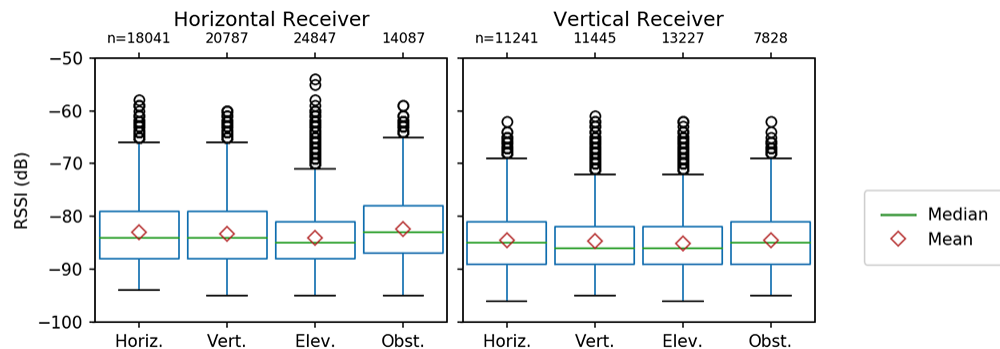 Horizontal Receiver
Vertical Receiver
n=18041 20787 24847 14087
n=11241 11445 13227 7828
RSSI (dB)
−50
−60
−70
−80
−90
−100
Horiz. Vert. Elev. Obst.
Horiz. Vert. Elev. Obst.
Median
Mean